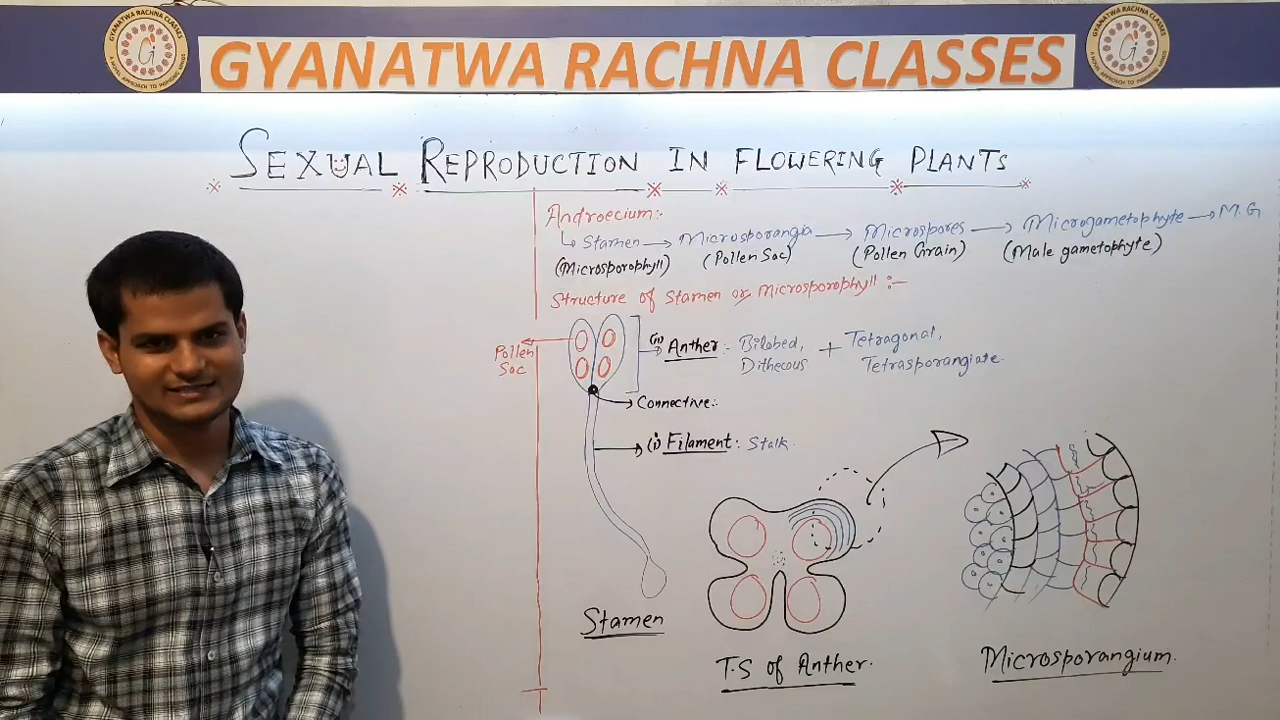 GYANATWA RACHNA CLASSES
SEXUAL REPRODUCTION IN FLOWERING PLANTS
Androecium:-
Stamen → Microsporangia → Microspores → Microgametophyte → M.G
(Microsporophyll) (Pollen Sac) (Pollen Grain) (Male gametophyte)
Structure of Stamen or Microsporophyll :-
Pollen Sac
(ii) Anther - Bilobed, Dithecous + Tetragonal, Tetrasporangiate
Connective:-
(i) Filament: Stalk
Stamen
T.S of Anther.
Microsporangium.